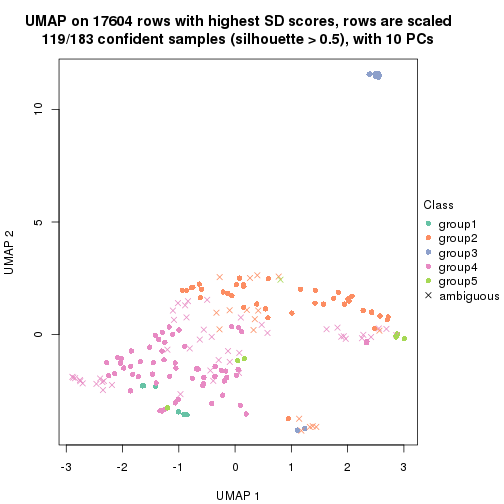 UMAP on 17604 rows with highest SD scores, rows are scaled
119/183 confident samples (silhouette > 0.5), with 10 PCs
10
5
0
UMAP 2
-3
-2
-1
0
1
2
3
UMAP 1
Class
group1
group2
group3
group4
group5
ambiguous